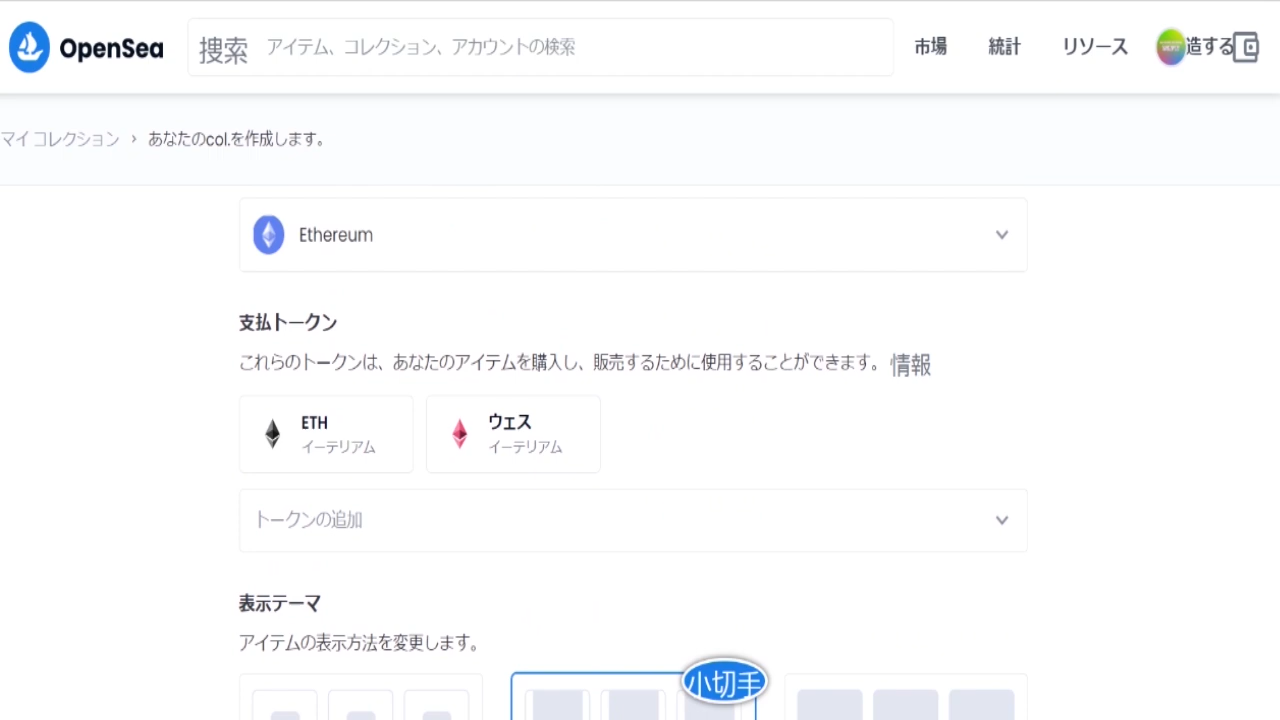 OpenSea
捜索 アイテム、コレクション、アカウントの検索
市場
統計
リソース
造する
マイ コレクション › あなたのcol.を作成します。
Ethereum
支払トークン
これらのトークンは、あなたのアイテムを購入し、販売するために使用することができます。 情報
ETH
イーテリアム
ウェス
イーテリアム
トークンの追加
表示テーマ
アイテムの表示方法を変更します。
小切手